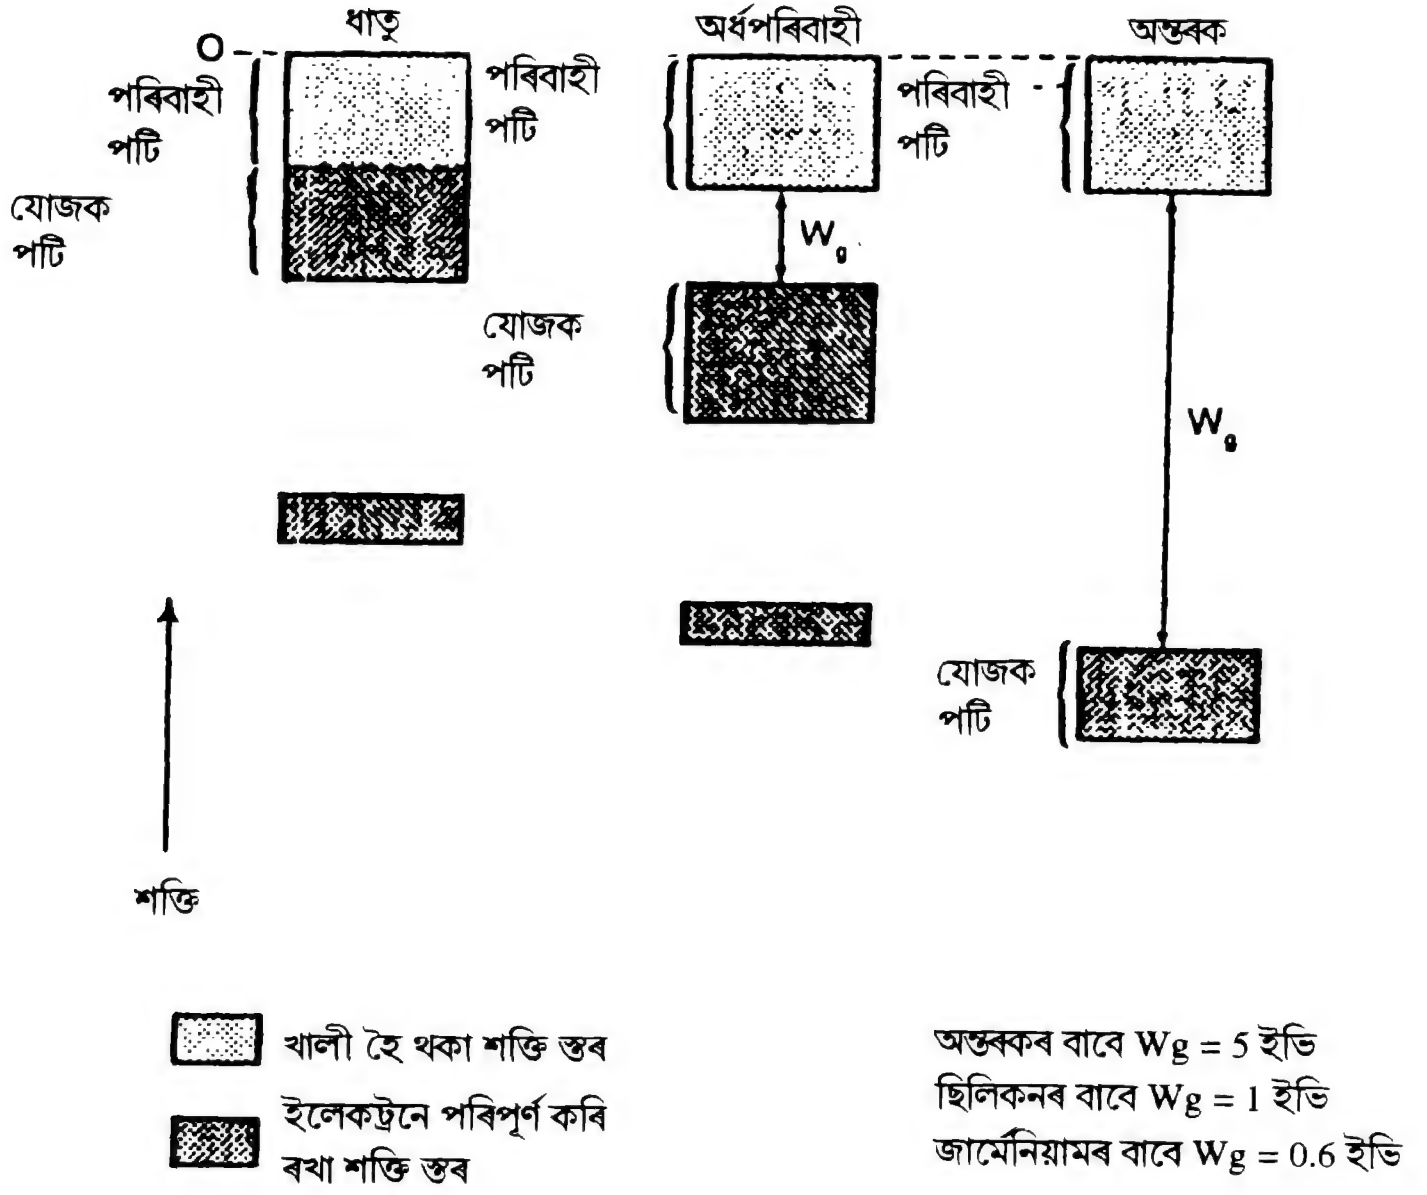 ধাতু
অৰ্ধপৰিবাহী
অন্তৰক
O
পৰিবাহী
পটি
পৰিবাহী
পটি
পৰিবাহী
পটি
যোজক
পটি
Wg
যোজক
পটি
Wg
যোজক
পটি
শক্তি
খালী হৈ থকা শক্তি স্তৰ
ইলেকট্ৰনে পৰিপূৰ্ণ কৰি
ৰখা শক্তি স্তৰ
অন্তৰকৰ বাবে Wg = 5 ইভি
ছিলিকনৰ বাবে Wg = 1 ইভি
জাৰ্মেনিয়ামৰ বাবে Wg = 0.6 ইভি